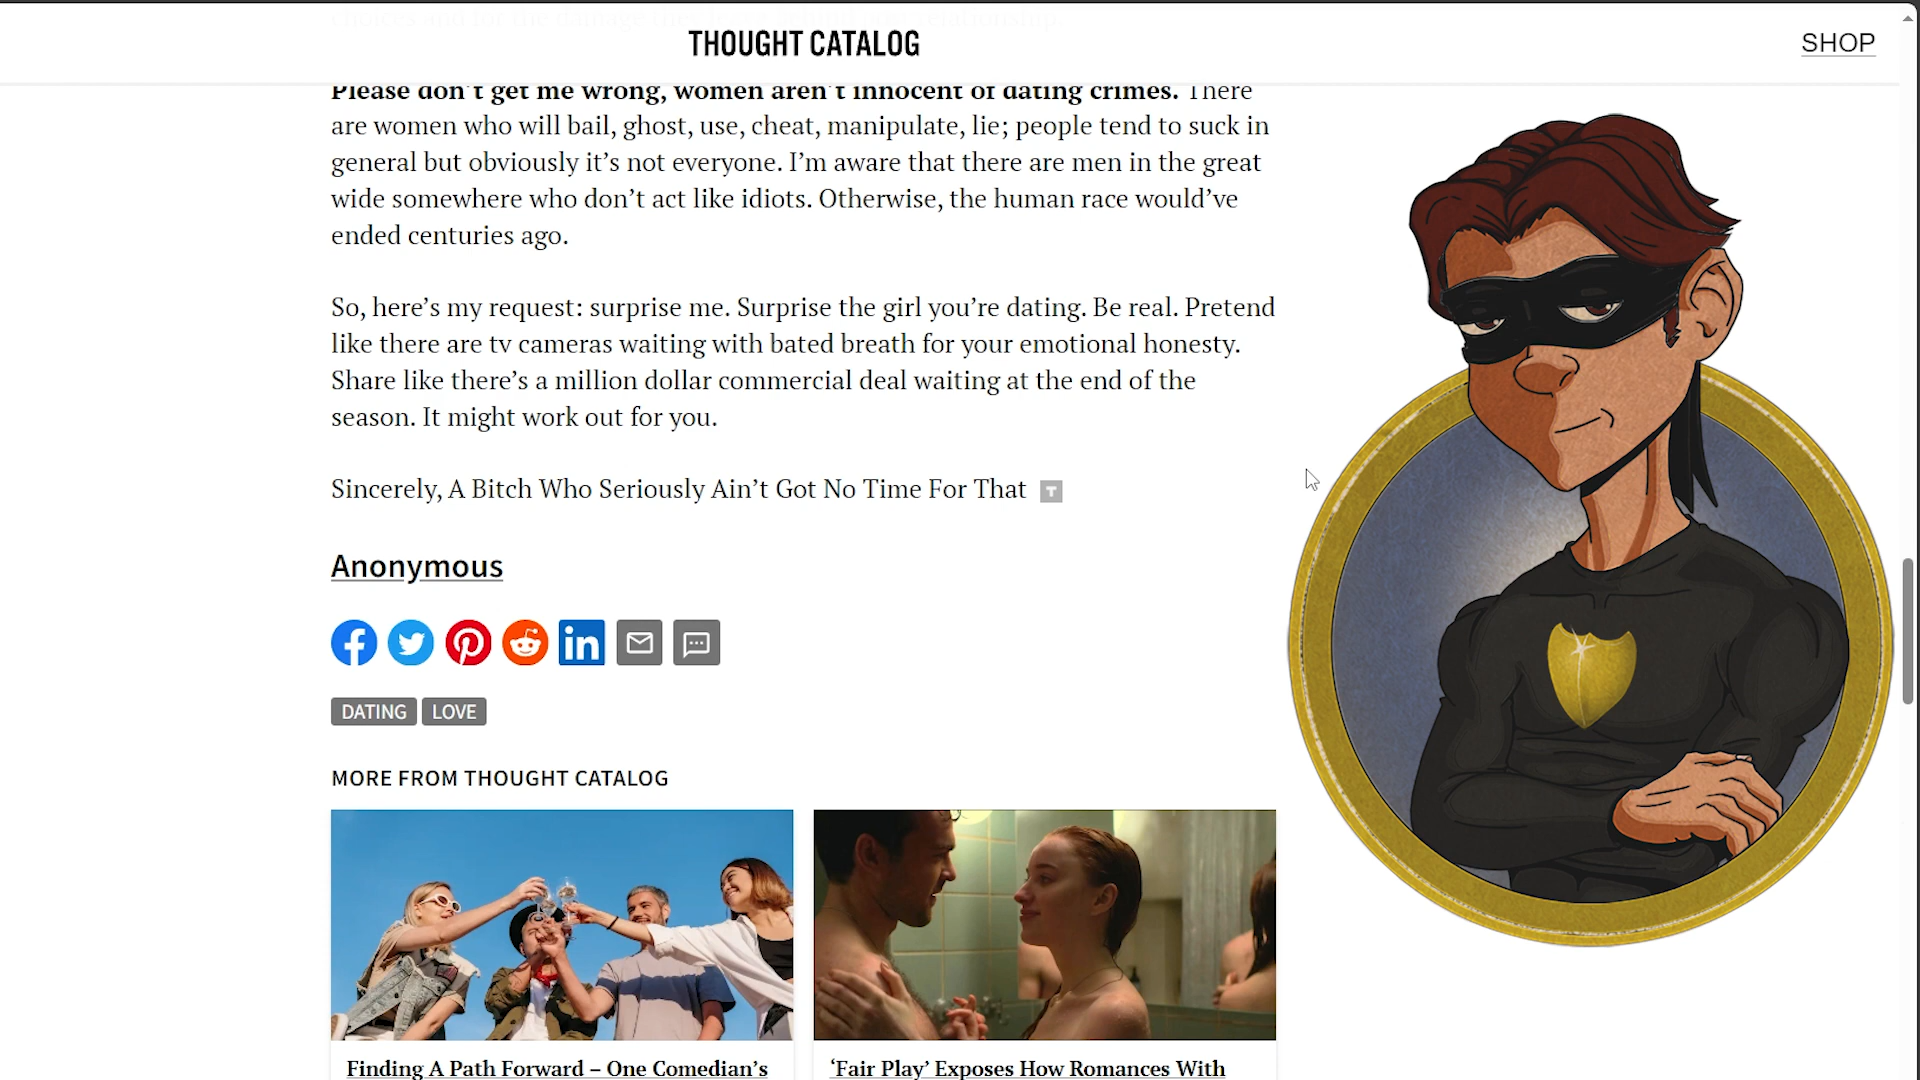 THOUGHT CATALOG
SHOP
Please don't get me wrong, women aren't innocent of dating crimes. There
are women who will bail, ghost, use, cheat, manipulate, lie; people tend to suck in
general but obviously it's not everyone. I'm aware that there are men in the great
wide somewhere who don't act like idiots. Otherwise, the human race would've
ended centuries ago.
So, here's my request: surprise me. Surprise the girl you're dating. Be real. Pretend
like there are tv cameras waiting with bated breath for your emotional honesty.
Share like there's a million dollar commercial deal waiting at the end of the
season. It might work out for you.
Sincerely, A Bitch Who Seriously Ain't Got No Time For That
Anonymous
DATING LOVE
MORE FROM THOUGHT CATALOG
Finding A Path Forward – One Comedian's
'Fair Play' Exposes How Romances With